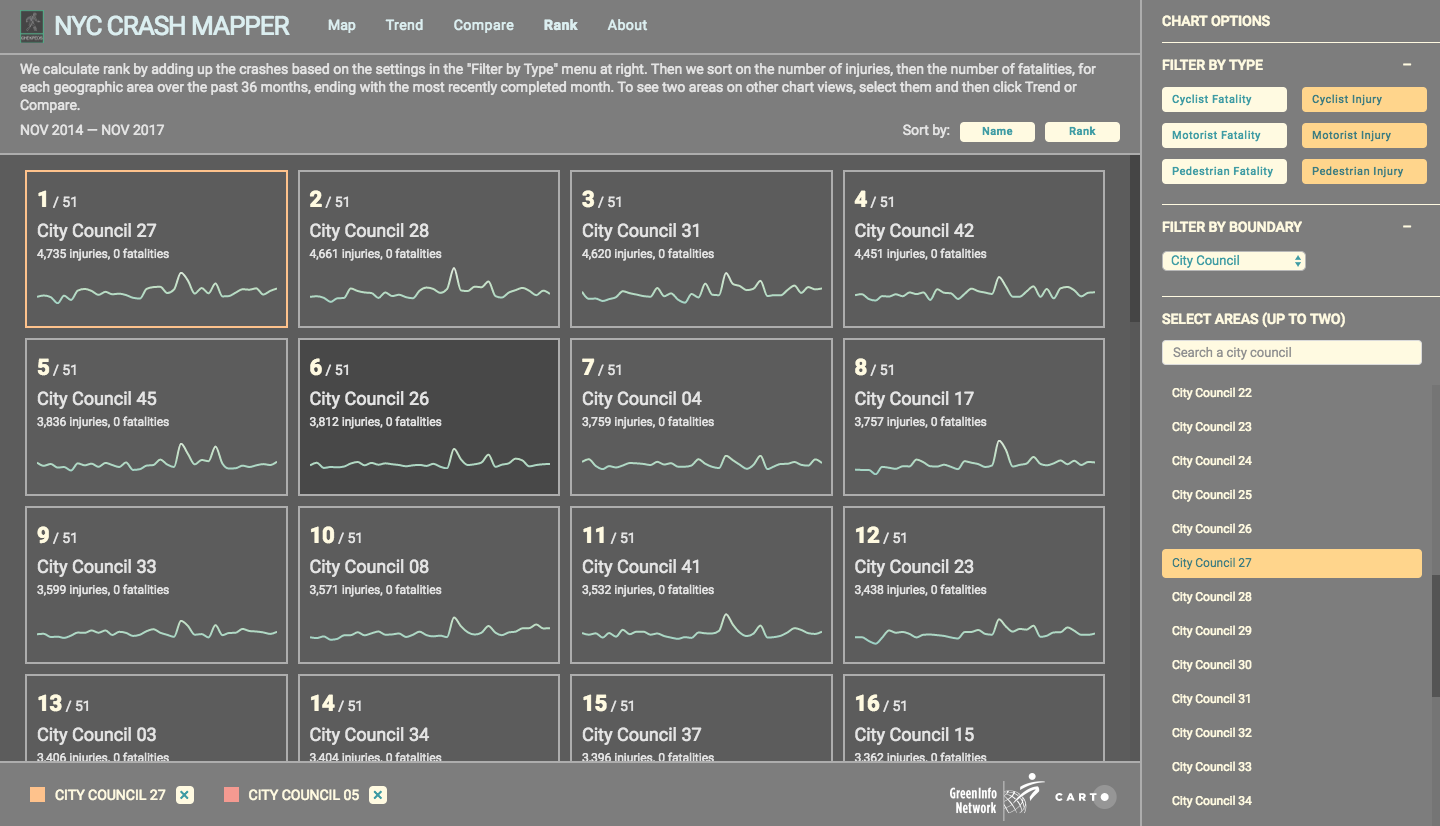 NYC CRASH MAPPER
Map Trend Compare Rank About
We calculate rank by adding up the crashes based on the settings in the "Filter by Type" menu at right. Then we sort on the number of injuries, then the number of fatalities, for
each geographic area over the past 36 months, ending with the most recently completed month. To see two areas on other chart views, select them and then click Trend or
Compare.
NOV 2014 — NOV 2017
Sort by: Name Rank
1 / 51
City Council 27
4,735 injuries, 0 fatalities
2 / 51
City Council 28
4,661 injuries, 0 fatalities
3 / 51
City Council 31
4,620 injuries, 0 fatalities
4 / 51
City Council 42
4,451 injuries, 0 fatalities
5 / 51
City Council 45
3,836 injuries, 0 fatalities
6 / 51
City Council 26
3,812 injuries, 0 fatalities
7 / 51
City Council 04
3,759 injuries, 0 fatalities
8 / 51
City Council 17
3,757 injuries, 0 fatalities
9 / 51
City Council 33
3,599 injuries, 0 fatalities
10 / 51
City Council 08
3,571 injuries, 0 fatalities
11 / 51
City Council 41
3,532 injuries, 0 fatalities
12 / 51
City Council 23
3,438 injuries, 0 fatalities
13 / 51
City Council 03
3,406 injuries, 0 fatalities
14 / 51
City Council 34
3,404 injuries, 0 fatalities
15 / 51
City Council 37
3,396 injuries, 0 fatalities
16 / 51
City Council 15
3,362 injuries, 0 fatalities
CITY COUNCIL 27 × CITY COUNCIL 05 ×
GreenInfo
Network
CARTO
CHART OPTIONS
FILTER BY TYPE –
Cyclist Fatality Cyclist Injury
Motorist Fatality Motorist Injury
Pedestrian Fatality Pedestrian Injury
FILTER BY BOUNDARY –
City Council
SELECT AREAS (UP TO TWO)
Search a city council
City Council 22
City Council 23
City Council 24
City Council 25
City Council 26
City Council 27
City Council 28
City Council 29
City Council 30
City Council 31
City Council 32
City Council 33
City Council 34